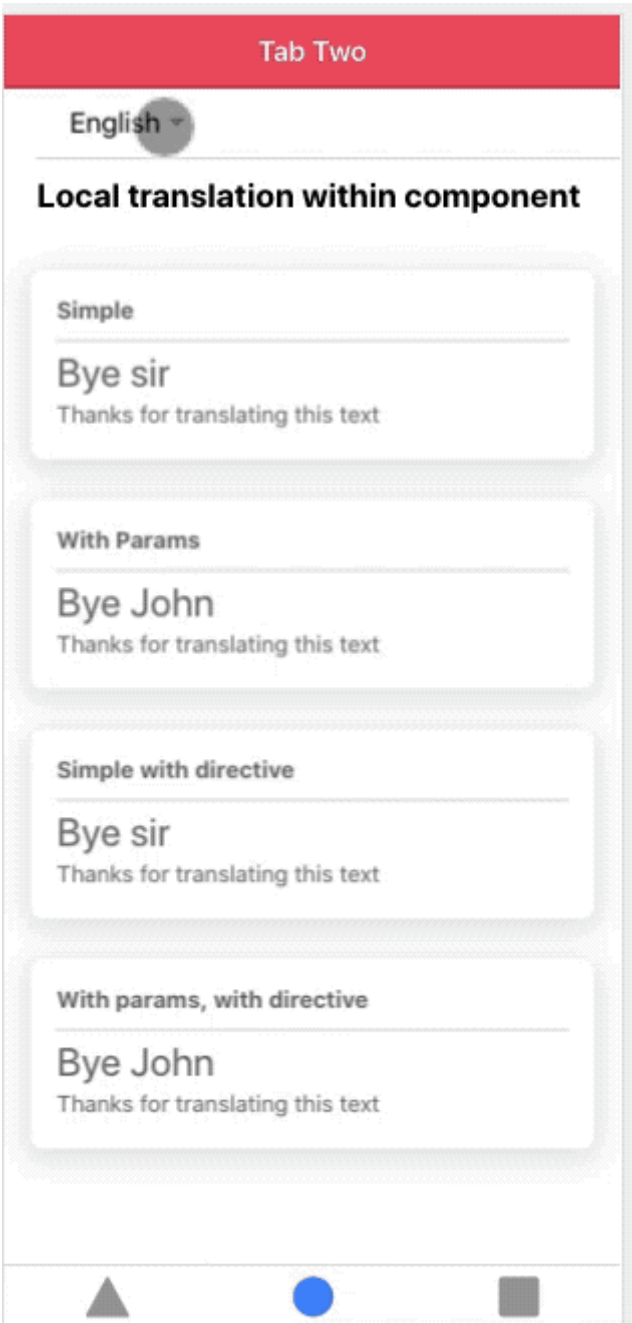 Tab Two
English
Local translation within component
Simple
Bye sir
Thanks for translating this text
With Params
Bye John
Thanks for translating this text
Simple with directive
Bye sir
Thanks for translating this text
With params, with directive
Bye John
Thanks for translating this text